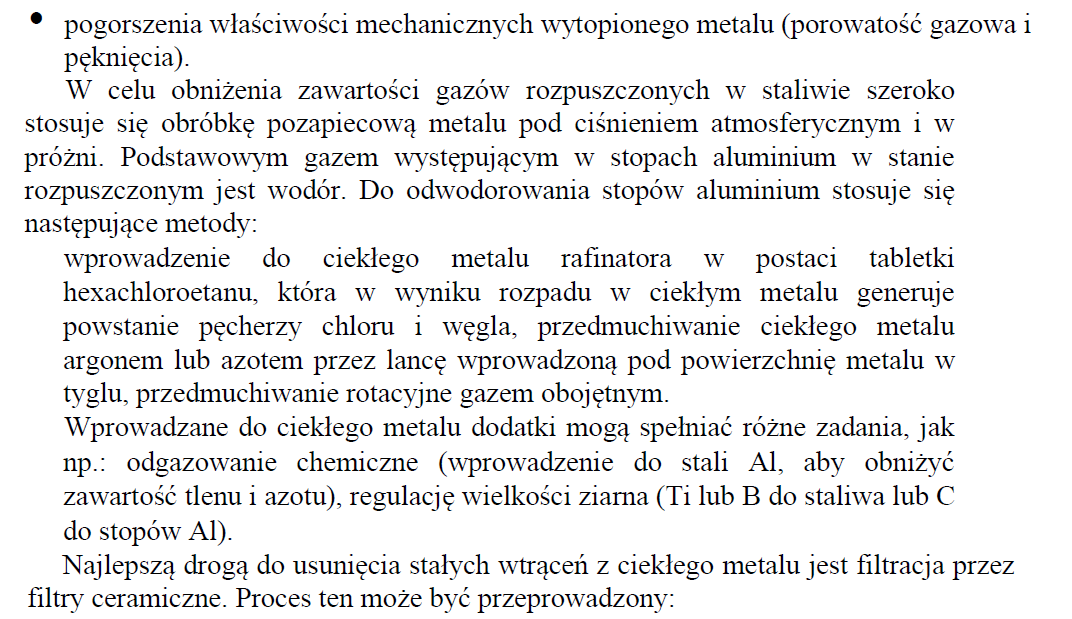 • pogorszenia właściwości mechanicznych wytopionego metalu (porowatość gazowa i
pęknięcia).
W celu obniżenia zawartości gazów rozpuszczonych w staliwie szeroko
stosuje się obróbkę pozapiecową metalu pod ciśnieniem atmosferycznym i w
próżni. Podstawowym gazem występującym w stopach aluminium w stanie
rozpuszczonym jest wodór. Do odwodorowania stopów aluminium stosuje się
następujące metody:
wprowadzenie do ciekłego metalu rafinatora w postaci tabletki
hexachloroetanu, która w wyniku rozpadu w ciekłym metalu generuje
powstanie pęcherzy chloru i węgla, przedmuchiwanie ciekłego metalu
argonem lub azotem przez lancę wprowadzoną pod powierzchnię metalu w
tyglu, przedmuchiwanie rotacyjne gazem obojętnym.
Wprowadzane do ciekłego metalu dodatki mogą spełniać różne zadania, jak
np.: odgazowanie chemiczne (wprowadzenie do stali Al, aby obniżyć
zawartość tlenu i azotu), regulację wielkości ziarna (Ti lub B do staliwa lub C
do stopów Al).
Najlepszą drogą do usunięcia stałych wtrąceń z ciekłego metalu jest filtracja przez
filtry ceramiczne. Proces ten może być przeprowadzony: